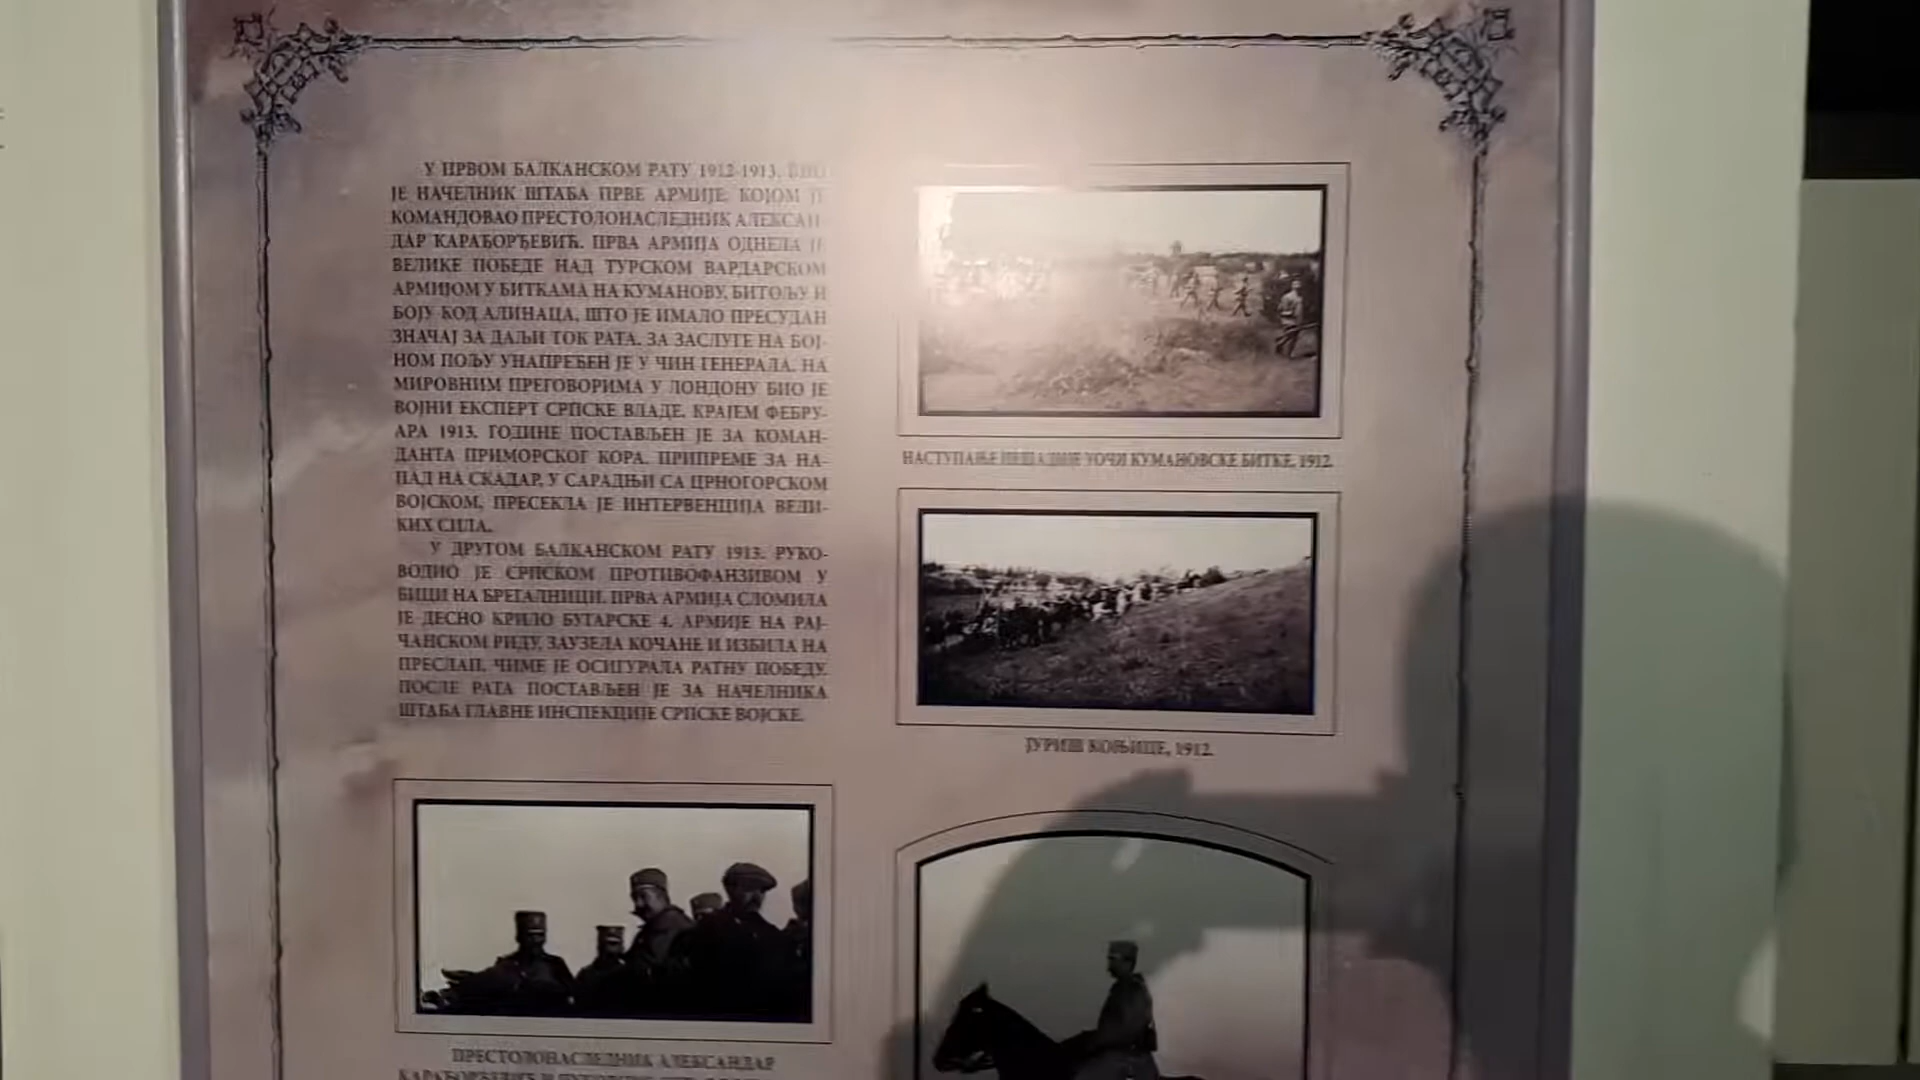 У ПРВОМ БАЛКАНСКОМ РАТУ 1912-1913. БИО
ЈЕ НАЧЕЛНИК ШТАБА ПРВЕ АРМИЈЕ, КОЈОМ ЈЕ
КОМАНДОВАО ПРЕСТОЛОНАСЛЕДНИК АЛЕКСАН-
ДАР КАРАЂОРЂЕВИЋ. ПРВА АРМИЈА ОДНЕЛА ЈЕ
ВЕЛИКЕ ПОБЕДЕ НАД ТУРСКОМ ВАРДАРСКОМ
АРМИЈОМ У БИТКАМА НА КУМАНОВУ, БИТОЉУ И
БОЈУ КОД АЛИНАЦА, ШТО ЈЕ ИМАЛО ПРЕСУДАН
ЗНАЧАЈ ЗА ДАЉИ ТОК РАТА. ЗА ЗАСЛУГЕ НА БОЈ-
НОМ ПОЉУ УНАПРЕЂЕН ЈЕ У ЧИН ГЕНЕРАЛА. НА
МИРОВНИМ ПРЕГОВОРИМА У ЛОНДОНУ БИО ЈЕ
ВОЈНИ ЕКСПЕРТ СРПСКЕ ВЛАДЕ. КРАЈЕМ ФЕБРУ-
АРА 1913. ГОДИНЕ ПОСТАВЉЕН ЈЕ ЗА КОМАН-
ДАНТА ПРИМОРСКОГ КОРА. ПРИПРЕМЕ ЗА НА-
ПАД НА СКАДАР, У САРАДЊИ СА ЦРНОГОРСКОМ
ВОЈСКОМ, ПРЕСЕКЛА ЈЕ ИНТЕРВЕНЦИЈА ВЕЛИ-
КИХ СИЛА.
У ДРУГОМ БАЛКАНСКОМ РАТУ 1913. РУКО-
ВОДИО ЈЕ СРПСКОМ ПРОТИВОФАНЗИВОМ У
БИЦИ НА БРЕГАЛНИЦИ. ПРВА АРМИЈА СЛОМИЛА
ЈЕ ДЕСНО КРИЛО БУГАРСКЕ 4. АРМИЈЕ НА РАЈ-
ЧАНСКОМ РИДУ, ЗАУЗЕЛА КОЧАНЕ И ИЗБИЛА НА
ПРЕСЛАП, ЧИМЕ ЈЕ ОСИГУРАЛА РАТНУ ПОБЕДУ.
ПОСЛЕ РАТА ПОСТАВЉЕН ЈЕ ЗА НАЧЕЛНИКА
ШТАБА ГЛАВНЕ ИНСПЕКЦИЈЕ СРПСКЕ ВОЈСКЕ.
НАСТУПАЊЕ ПЕШАДИЈЕ УОЧИ КУМАНОВСКЕ БИТКЕ, 1912.
ЈУРИШ КОЊИЦЕ, 1912.
ПРЕСТОЛОНАСЛЕДНИК АЛЕКСАНДАР
КАРАЂОРЂЕВИЋ И